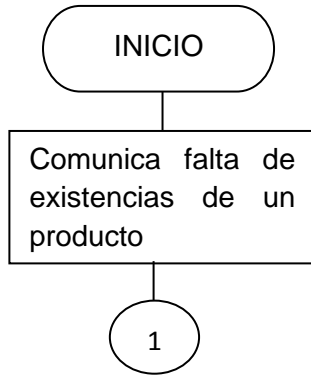 INICIO
Comunica falta de
existencias de un
producto
1